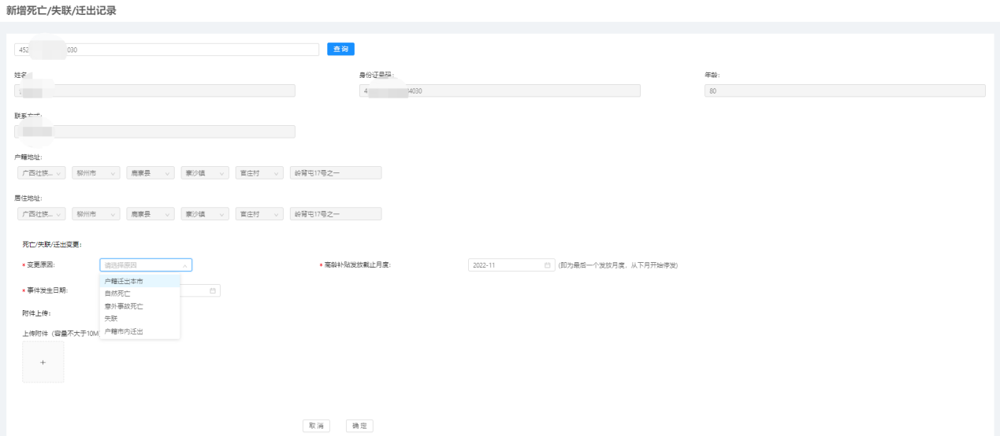 新增死亡/失联/迁出记录
452 030 查 询
姓名 身份证号码: 年龄:
4 4030 80
联系方式:
户籍地址:
广西壮族... 柳州市 鹿寨县 寨沙镇 官庄村 岭背屯17号之一
居住地址:
广西壮族... 柳州市 鹿寨县 寨沙镇 官庄村 岭背屯17号之一
死亡/失联/迁出变更:
* 变更原因: 请选择原因 * 高龄补贴发放截止月度: 2022-11 (即为最后一个发放月度，从下月开始停发)
户籍迁出本市
* 事件发生日期: 自然死亡
意外事故死亡
附件上传: 失联
上传附件（容量不大于10M 户籍市内迁出
+
取 消 确 定